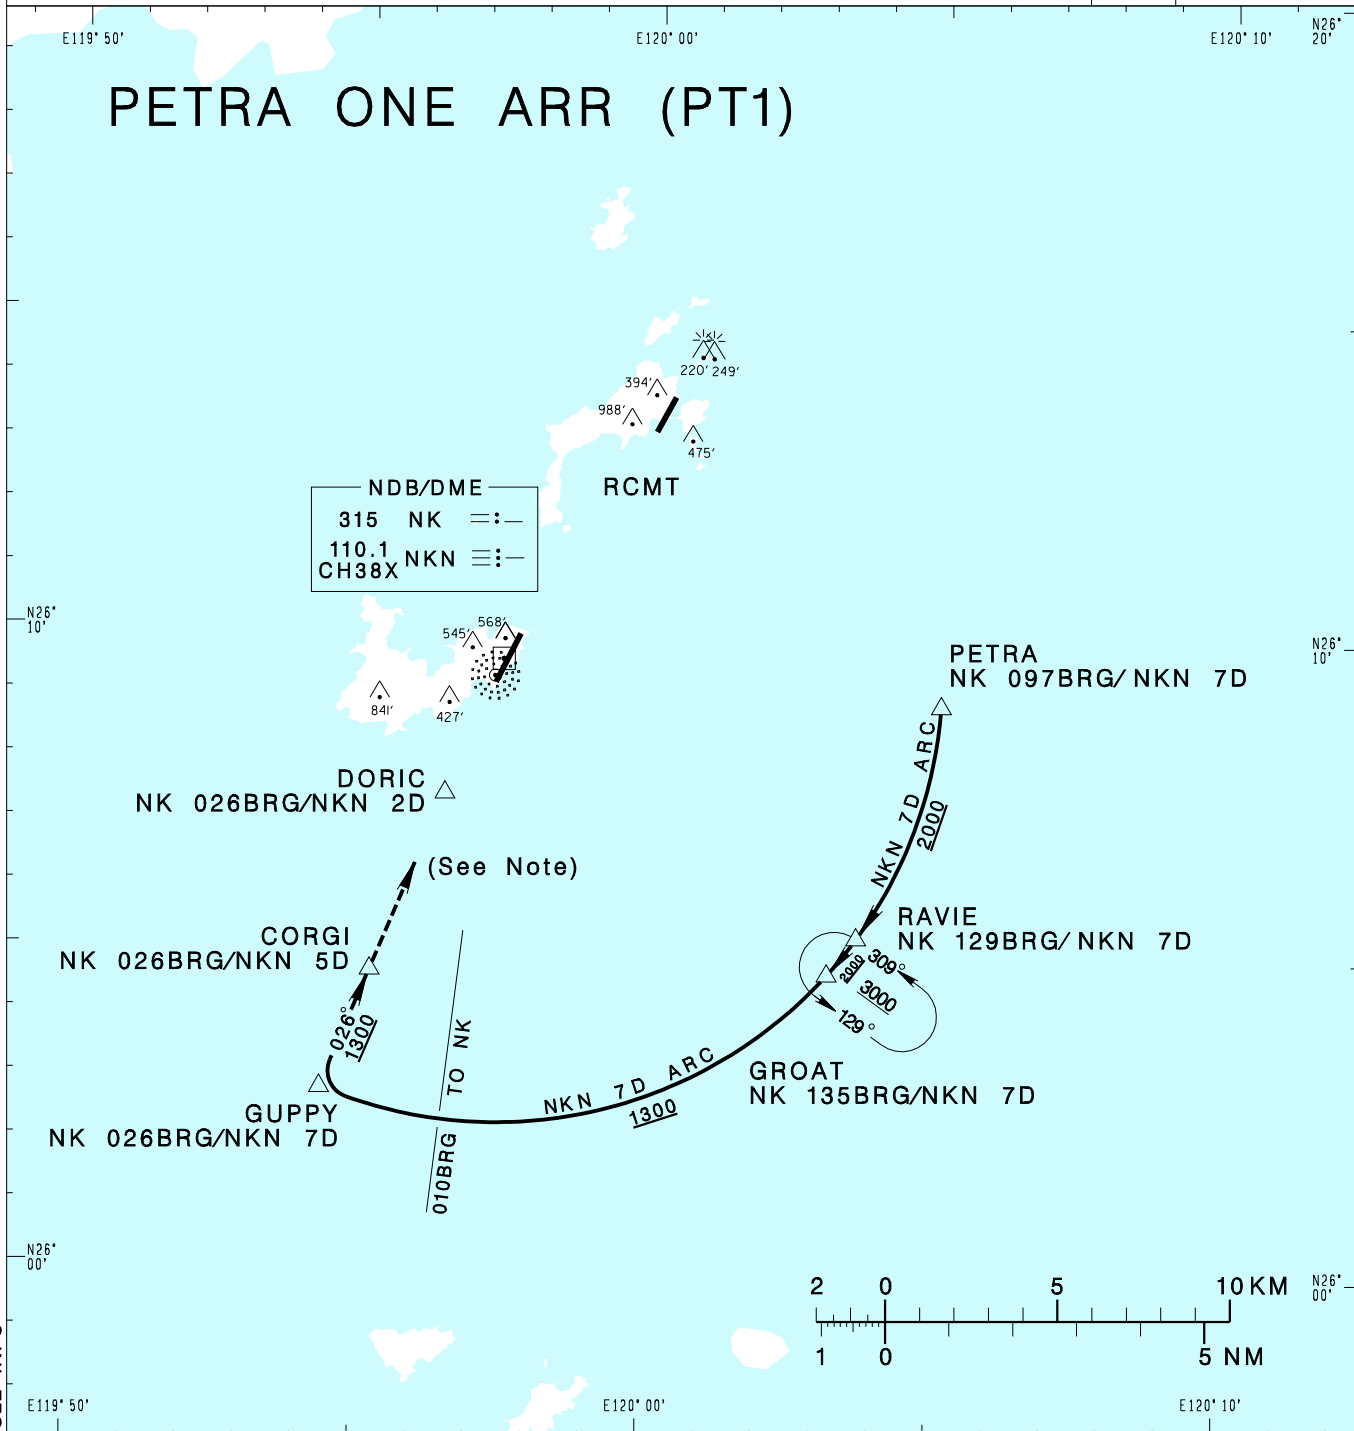 E119° 50'
E120° 00'
E120° 10'
N26°
20'
PETRA ONE ARR (PT1)
220' 249'
394'
988'
475'
RCMT
NDB/DME
315 NK
110.1
CH38X NKN
N26°
10'
568'
545'
841'
427'
N26°
10'
PETRA
NK 097BRG/NKN 7D
NKN 7D ARC
2000
DORIC
NK 026BRG/NKN 2D
(See Note)
CORGI
NK 026BRG/NKN 5D
RAVIE
NK 129BRG/NKN 7D
309°
2000
3000
129°
026°
1300
010BRG TO NK
GROAT
NK 135BRG/NKN 7D
NKN 7D ARC
1300
GUPPY
NK 026BRG/NKN 7D
N26°
00'
2 0 5 10 KM
1 0 5 NM
N26°
00'
E119° 50'
E120° 00'
E120° 10'